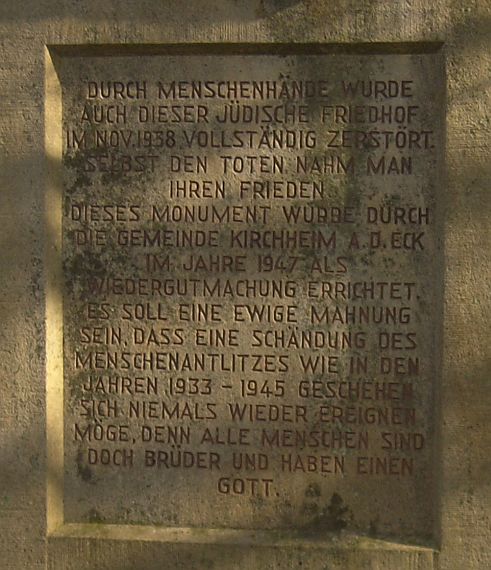 DURCH MENSCHENHÄNDE WURDE
AUCH DIESER JÜDISCHE FRIEDHOF
IM NOV. 1938 VOLLSTÄNDIG ZERSTÖRT.
SELBST DEN TOTEN NAHM MAN
IHREN FRIEDEN
DIESES MONUMENT WURDE DURCH
DIE GEMEINDE KIRCHHEIM A.D. ECK
IM JAHRE 1947 ALS
WIEDERGUTMACHUNG ERRICHTET.
ES SOLL EINE EWIGE MAHNUNG
SEIN, DASS EINE SCHÄNDUNG DES
MENSCHENANTLITZES WIE IN DEN
JAHREN 1933 - 1945 GESCHEHEN
SICH NIEMALS WIEDER EREIGNEN
MÖGE, DENN ALLE MENSCHEN SIND
DOCH BRÜDER UND HABEN EINEN
GOTT.